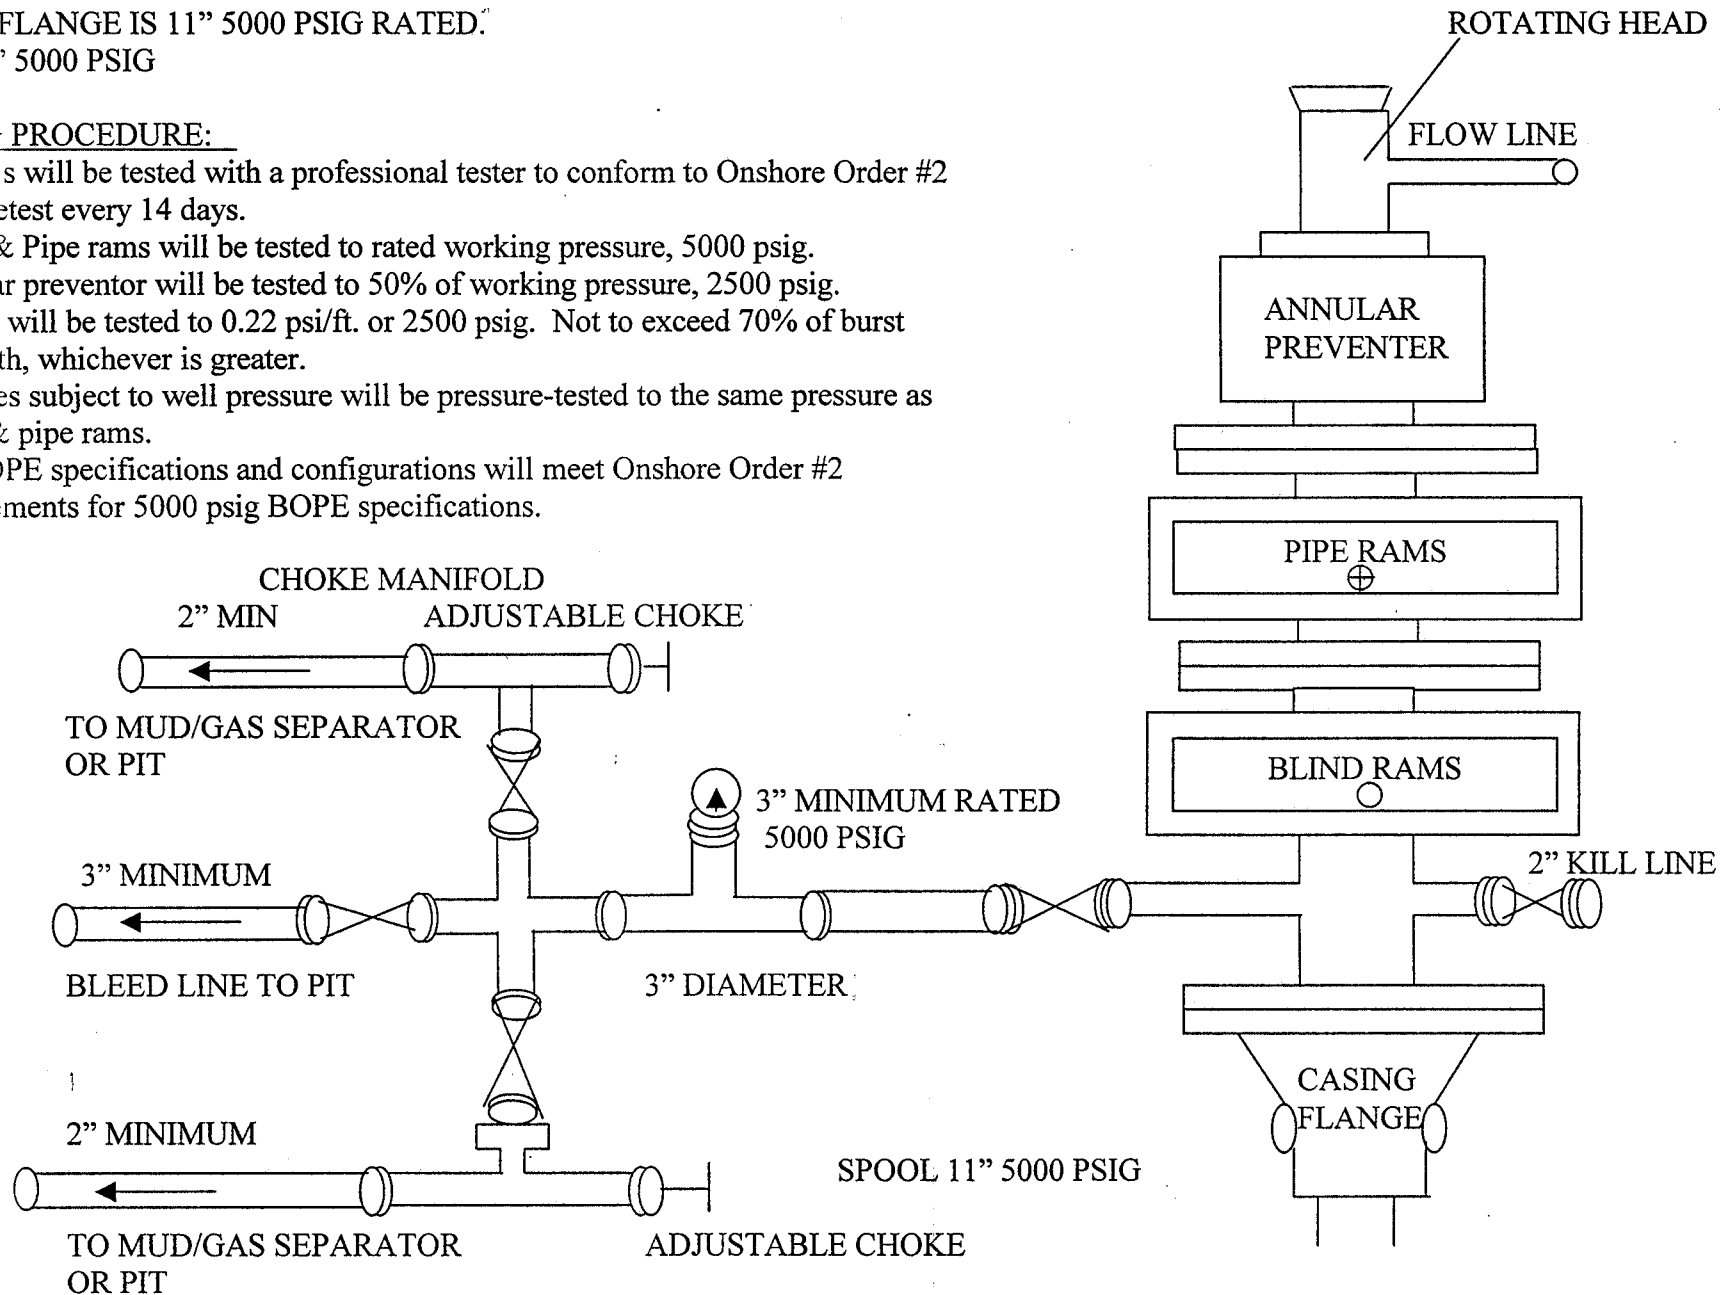 FLANGE IS 11” 5000 PSIG RATED.
” 5000 PSIG
PROCEDURE:
s will be tested with a professional tester to conform to Onshore Order #2
etest every 14 days.
& Pipe rams will be tested to rated working pressure, 5000 psig.
ar preventor will be tested to 50% of working pressure, 2500 psig.
will be tested to 0.22 psi/ft. or 2500 psig.  Not to exceed 70% of burst
th, whichever is greater.
es subject to well pressure will be pressure-tested to the same pressure as
& pipe rams.
OPE specifications and configurations will meet Onshore Order #2
ements for 5000 psig BOPE specifications.
ROTATING HEAD
FLOW LINE
ANNULAR
PREVENTER
PIPE RAMS
BLIND RAMS
2” KILL LINE
CASING
FLANGE
SPOOL 11” 5000 PSIG
CHOKE MANIFOLD
2” MIN
ADJUSTABLE CHOKE
TO MUD/GAS SEPARATOR
OR PIT
3” MINIMUM RATED
5000 PSIG
3” MINIMUM
BLEED LINE TO PIT
3” DIAMETER
2” MINIMUM
TO MUD/GAS SEPARATOR
OR PIT
ADJUSTABLE CHOKE